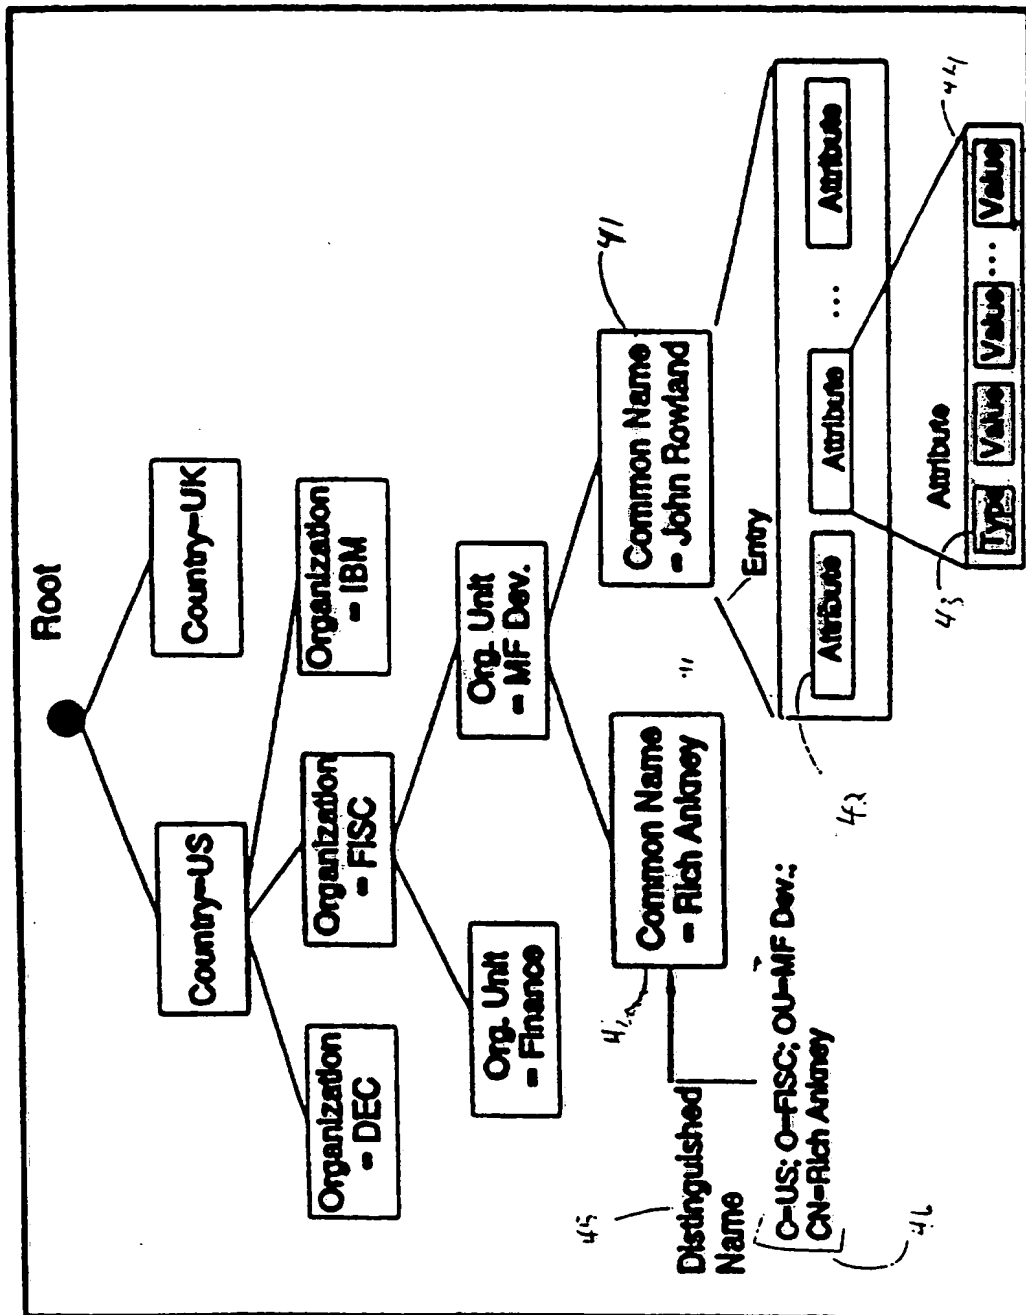 Root
Country=US
Country=UK
Organization
= DEC
Organization
= FISC
Organization
= IBM
Org. Unit
= Finance
Org. Unit
= MF Dev.
Common Name
= Rich Ankney
Common Name
= John Rowland
41
Distinguished
Name
45
C=US; O=FISC; OU=MF Dev.;
CN=Rich Ankney
46
Entry
42
Attribute
Attribute
...
Attribute
Attribute
43
44
Type
Value
Value
...
Value